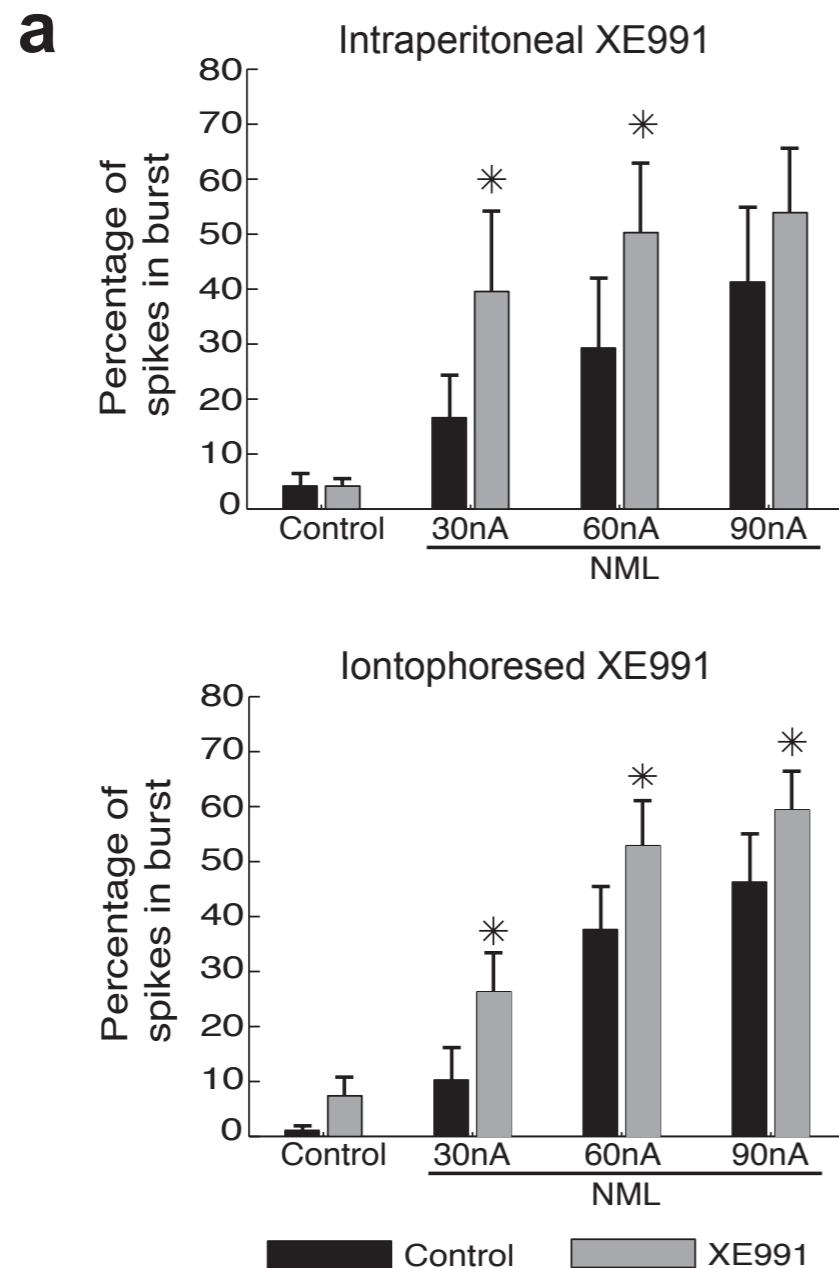 a
Intraperitoneal XE991
Percentage of
spikes in burst
80
70
60
50
40
30
20
10
0
Control 30nA 60nA 90nA
NML
Iontophoresed XE991
Percentage of
spikes in burst
80
70
60
50
40
30
20
10
0
Control 30nA 60nA 90nA
NML
Control XE991